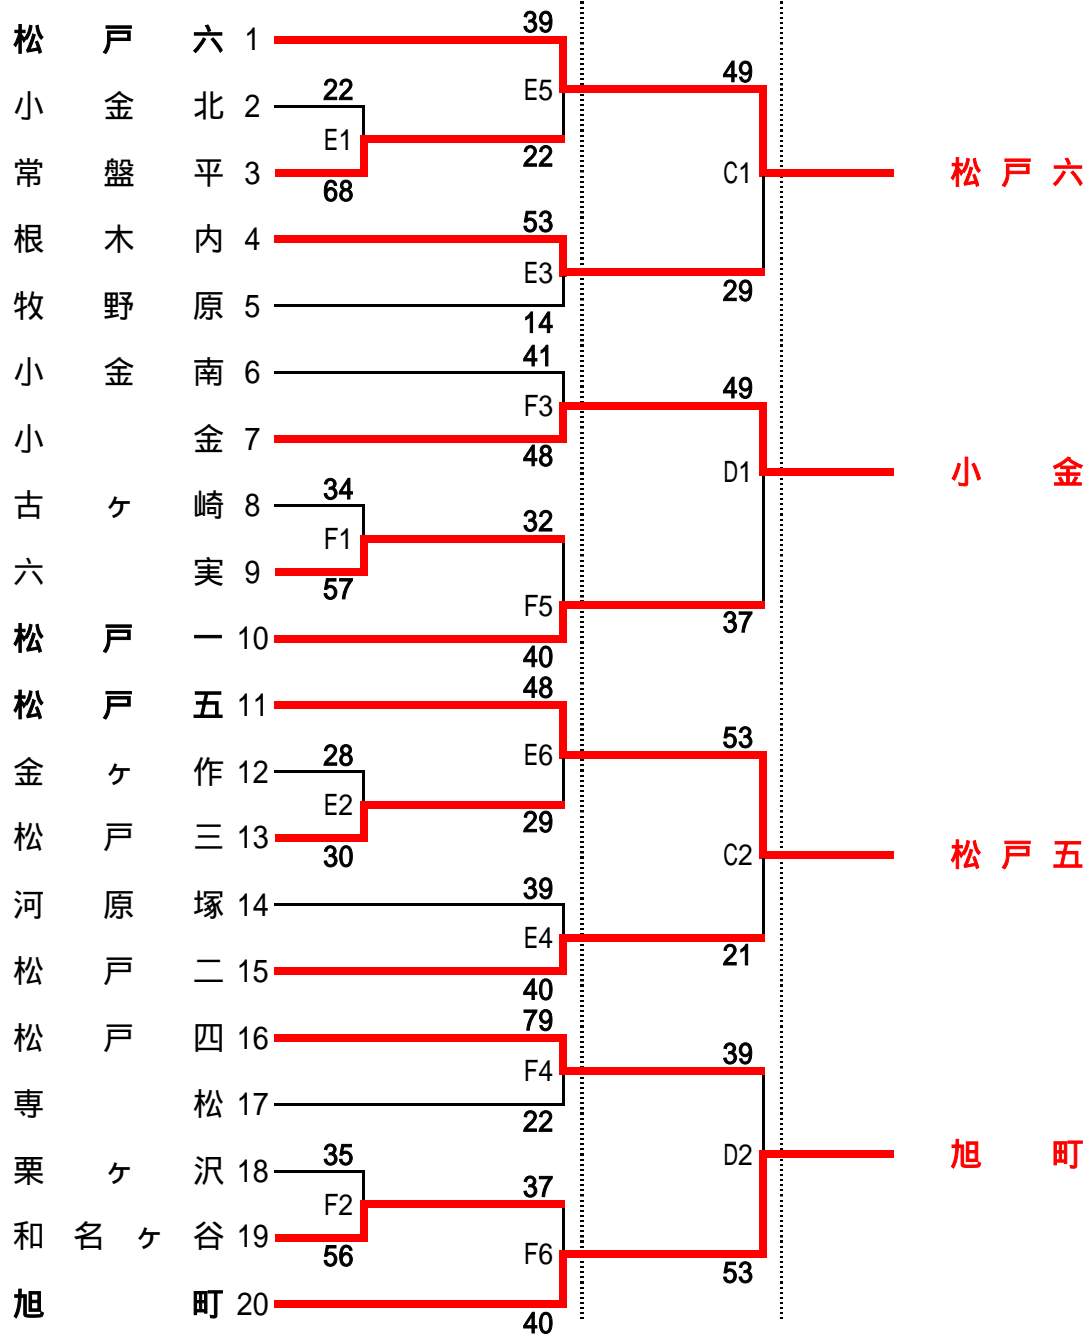 松戸六 1
39
49
小金北 2
22
E5
E1
常盤平 3
68
22
C1
松戸六
根木内 4
53
E3
29
牧野原 5
14
小金南 6
41
F3
49
小金 7
48
D1
小金
古ヶ崎 8
34
32
F1
六実 9
57
F5
37
松戸一 10
40
松戸五 11
48
53
金ヶ作 12
28
E6
E2
松戸三 13
30
29
C2
松戸五
河原塚 14
39
E4
21
松戸二 15
40
松戸四 16
79
F4
39
専松 17
22
D2
旭町
栗ヶ沢 18
35
37
F2
和名ヶ谷 19
56
F6
53
旭町 20
40